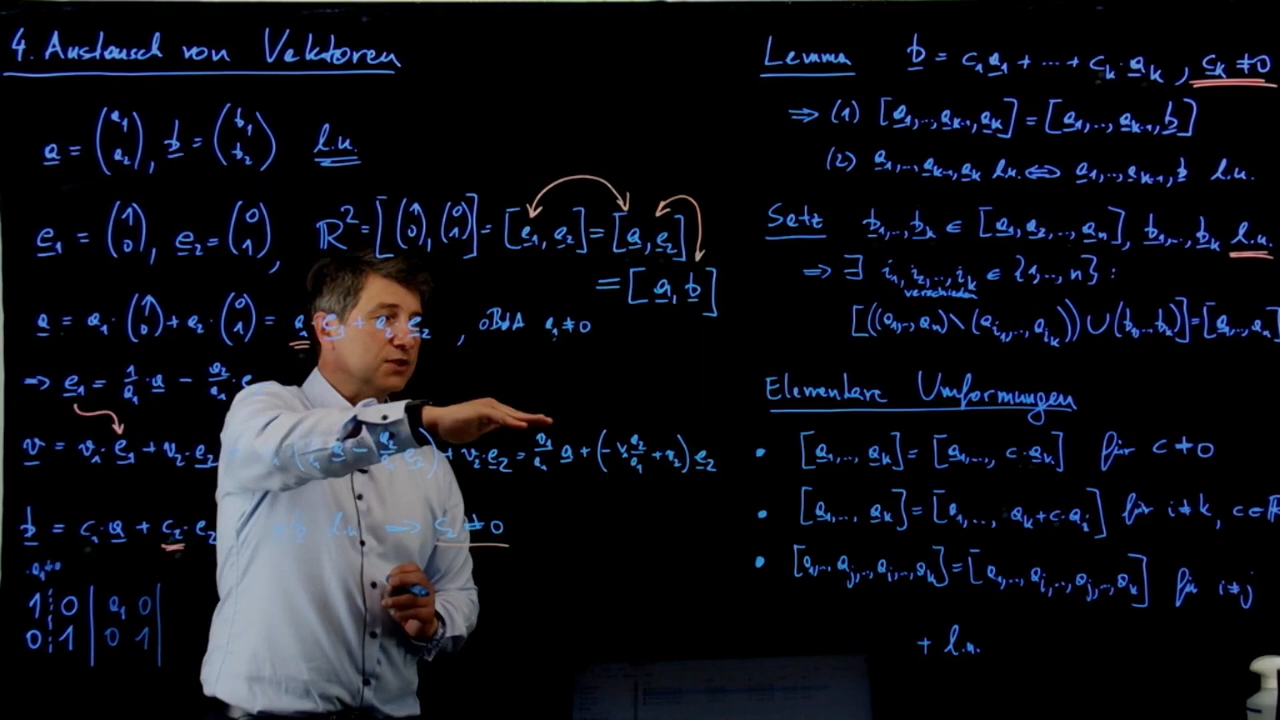 4. Austausch von Vektoren
a = (a₁ a₂), b = (b₁ b₂) l.u.
e₁ = (1 0), e₂ = (0 1), ℝ² = [(1 0), (0 1)] = [e₁, e₂] = [a, e₂]
= [a, b]
a = a₁ · (1 0) + a₂ · (0 1) = a₁ e₁ + a₂ e₂, oBdA a₁ ≠ 0
⇒ e₁ = 1/a₁ · a − a₂/a₁ · e
v = v₁ · e₁ + v₂ · e₂ ( a − a₂/a₁ e₂) + v₂ · e₂ = v₁/a₁ a + (−v₁ a₂/a₁ + v₂) e₂
b = c₁ · a + c₂ · e₂ b l.u. ⇒ c₂ ≠ 0
· a₁ ≠ 0
1 0 | a₁ 0 |
0 1 | 0 1 |
Lemma b = c₁ a₁ + ... + cₖ · aₖ, cₖ ≠ 0
⇒ (1) [a₁,..,aₖ₋₁, aₖ] = [a₁,..,aₖ₋₁, b]
(2) a₁,..,aₖ₋₁, aₖ l.u. ⇔ a₁,..,aₖ₋₁, b l.u.
Satz b₁,..,bₖ ∈ [a₁, a₂,.., aₙ], b₁,..,bₖ l.u.
⇒ ∃ i₁, i₂,.., iₖ ∈ {1,..,n} :
verschieden
[((a₁,..,aₙ) \ (aᵢ₁,..,aᵢₖ)) ∪ (b₁,..,bₖ)] = [a₁,..,aₙ]
Elementare Umformungen
• [a₁,.., aₖ] = [a₁,.., c · aₖ] für c ≠ 0
• [a₁,.., aₖ] = [a₁,.., aₖ + c · aᵢ] für i ≠ k, c ∈
• [a₁,.., aⱼ,.., aᵢ,.., aₖ] = [a₁,.., aᵢ,.., aⱼ,.., aₖ] für i ≠ j
+ l.u.